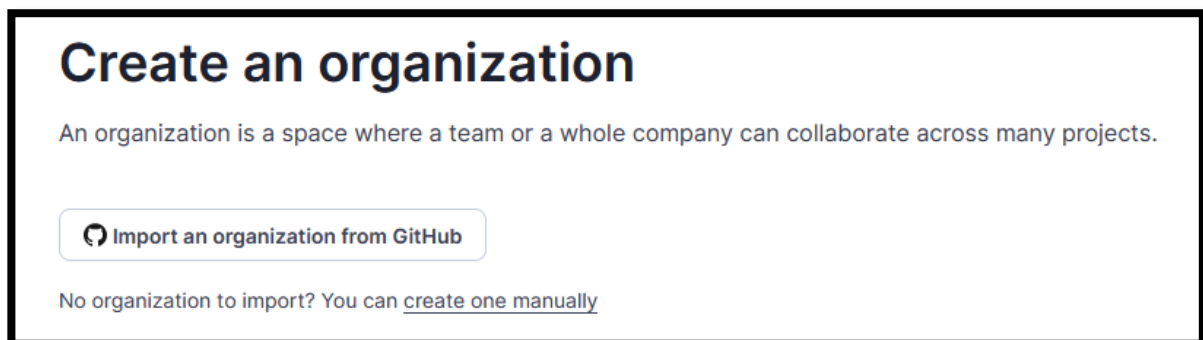 Create an organization
An organization is a space where a team or a whole company can collaborate across many projects.
Import an organization from GitHub
No organization to import? You can create one manually